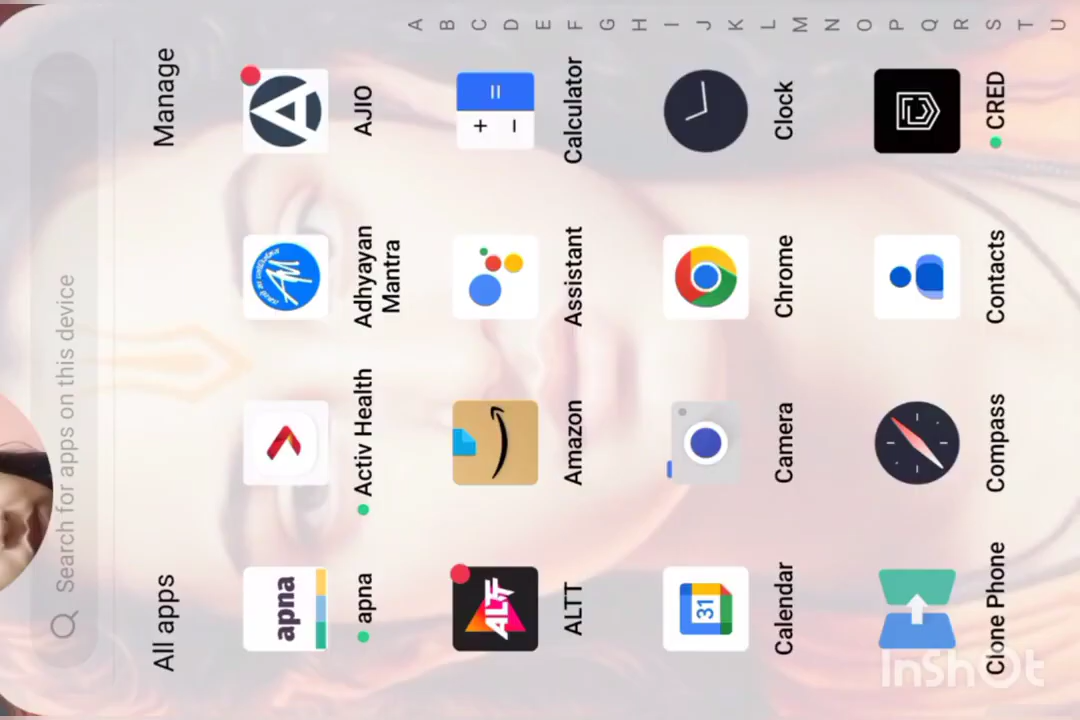 Search for apps on this device
All apps
Manage
apna
Activ Health
Adhyayan
Mantra
AJIO
ALTT
Amazon
Assistant
Calculator
Calendar
Camera
Chrome
Clock
Clone Phone
Compass
Contacts
CRED
apna
ALTT
31
+ =
−
A
B
C
D
E
F
G
H
I
J
K
L
M
N
O
P
Q
R
S
T
U
InShOt